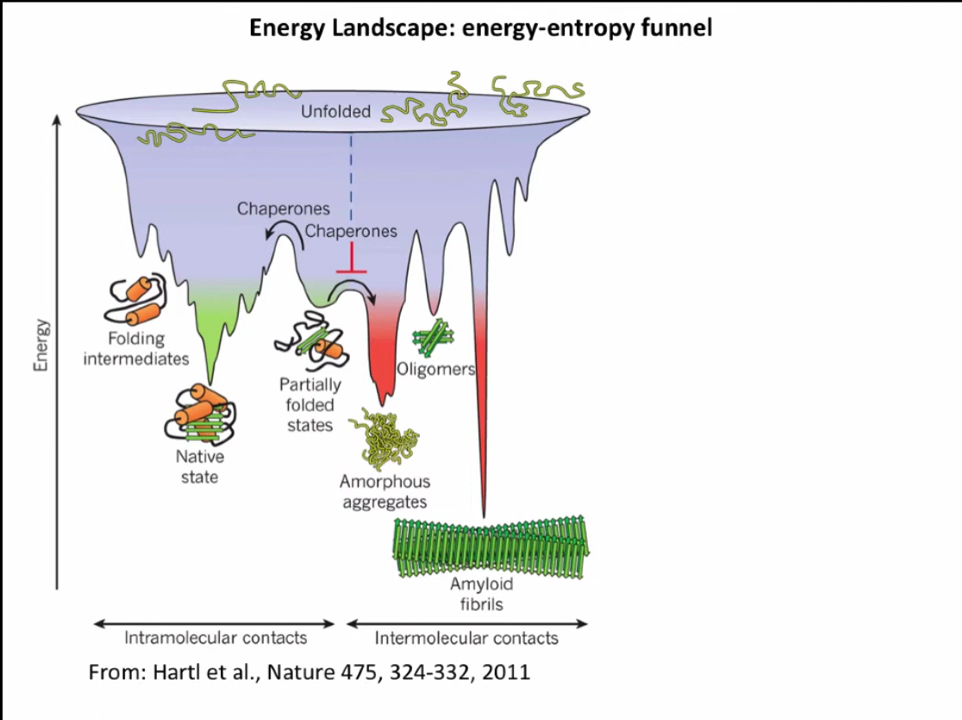 Energy Landscape: energy-entropy funnel
Unfolded
Chaperones
Chaperones
Energy
Folding
intermediates
Partially
folded
states
Oligomers
Native
state
Amorphous
aggregates
Amyloid
fibrils
Intramolecular contacts
Intermolecular contacts
From: Hartl et al., Nature 475, 324-332, 2011